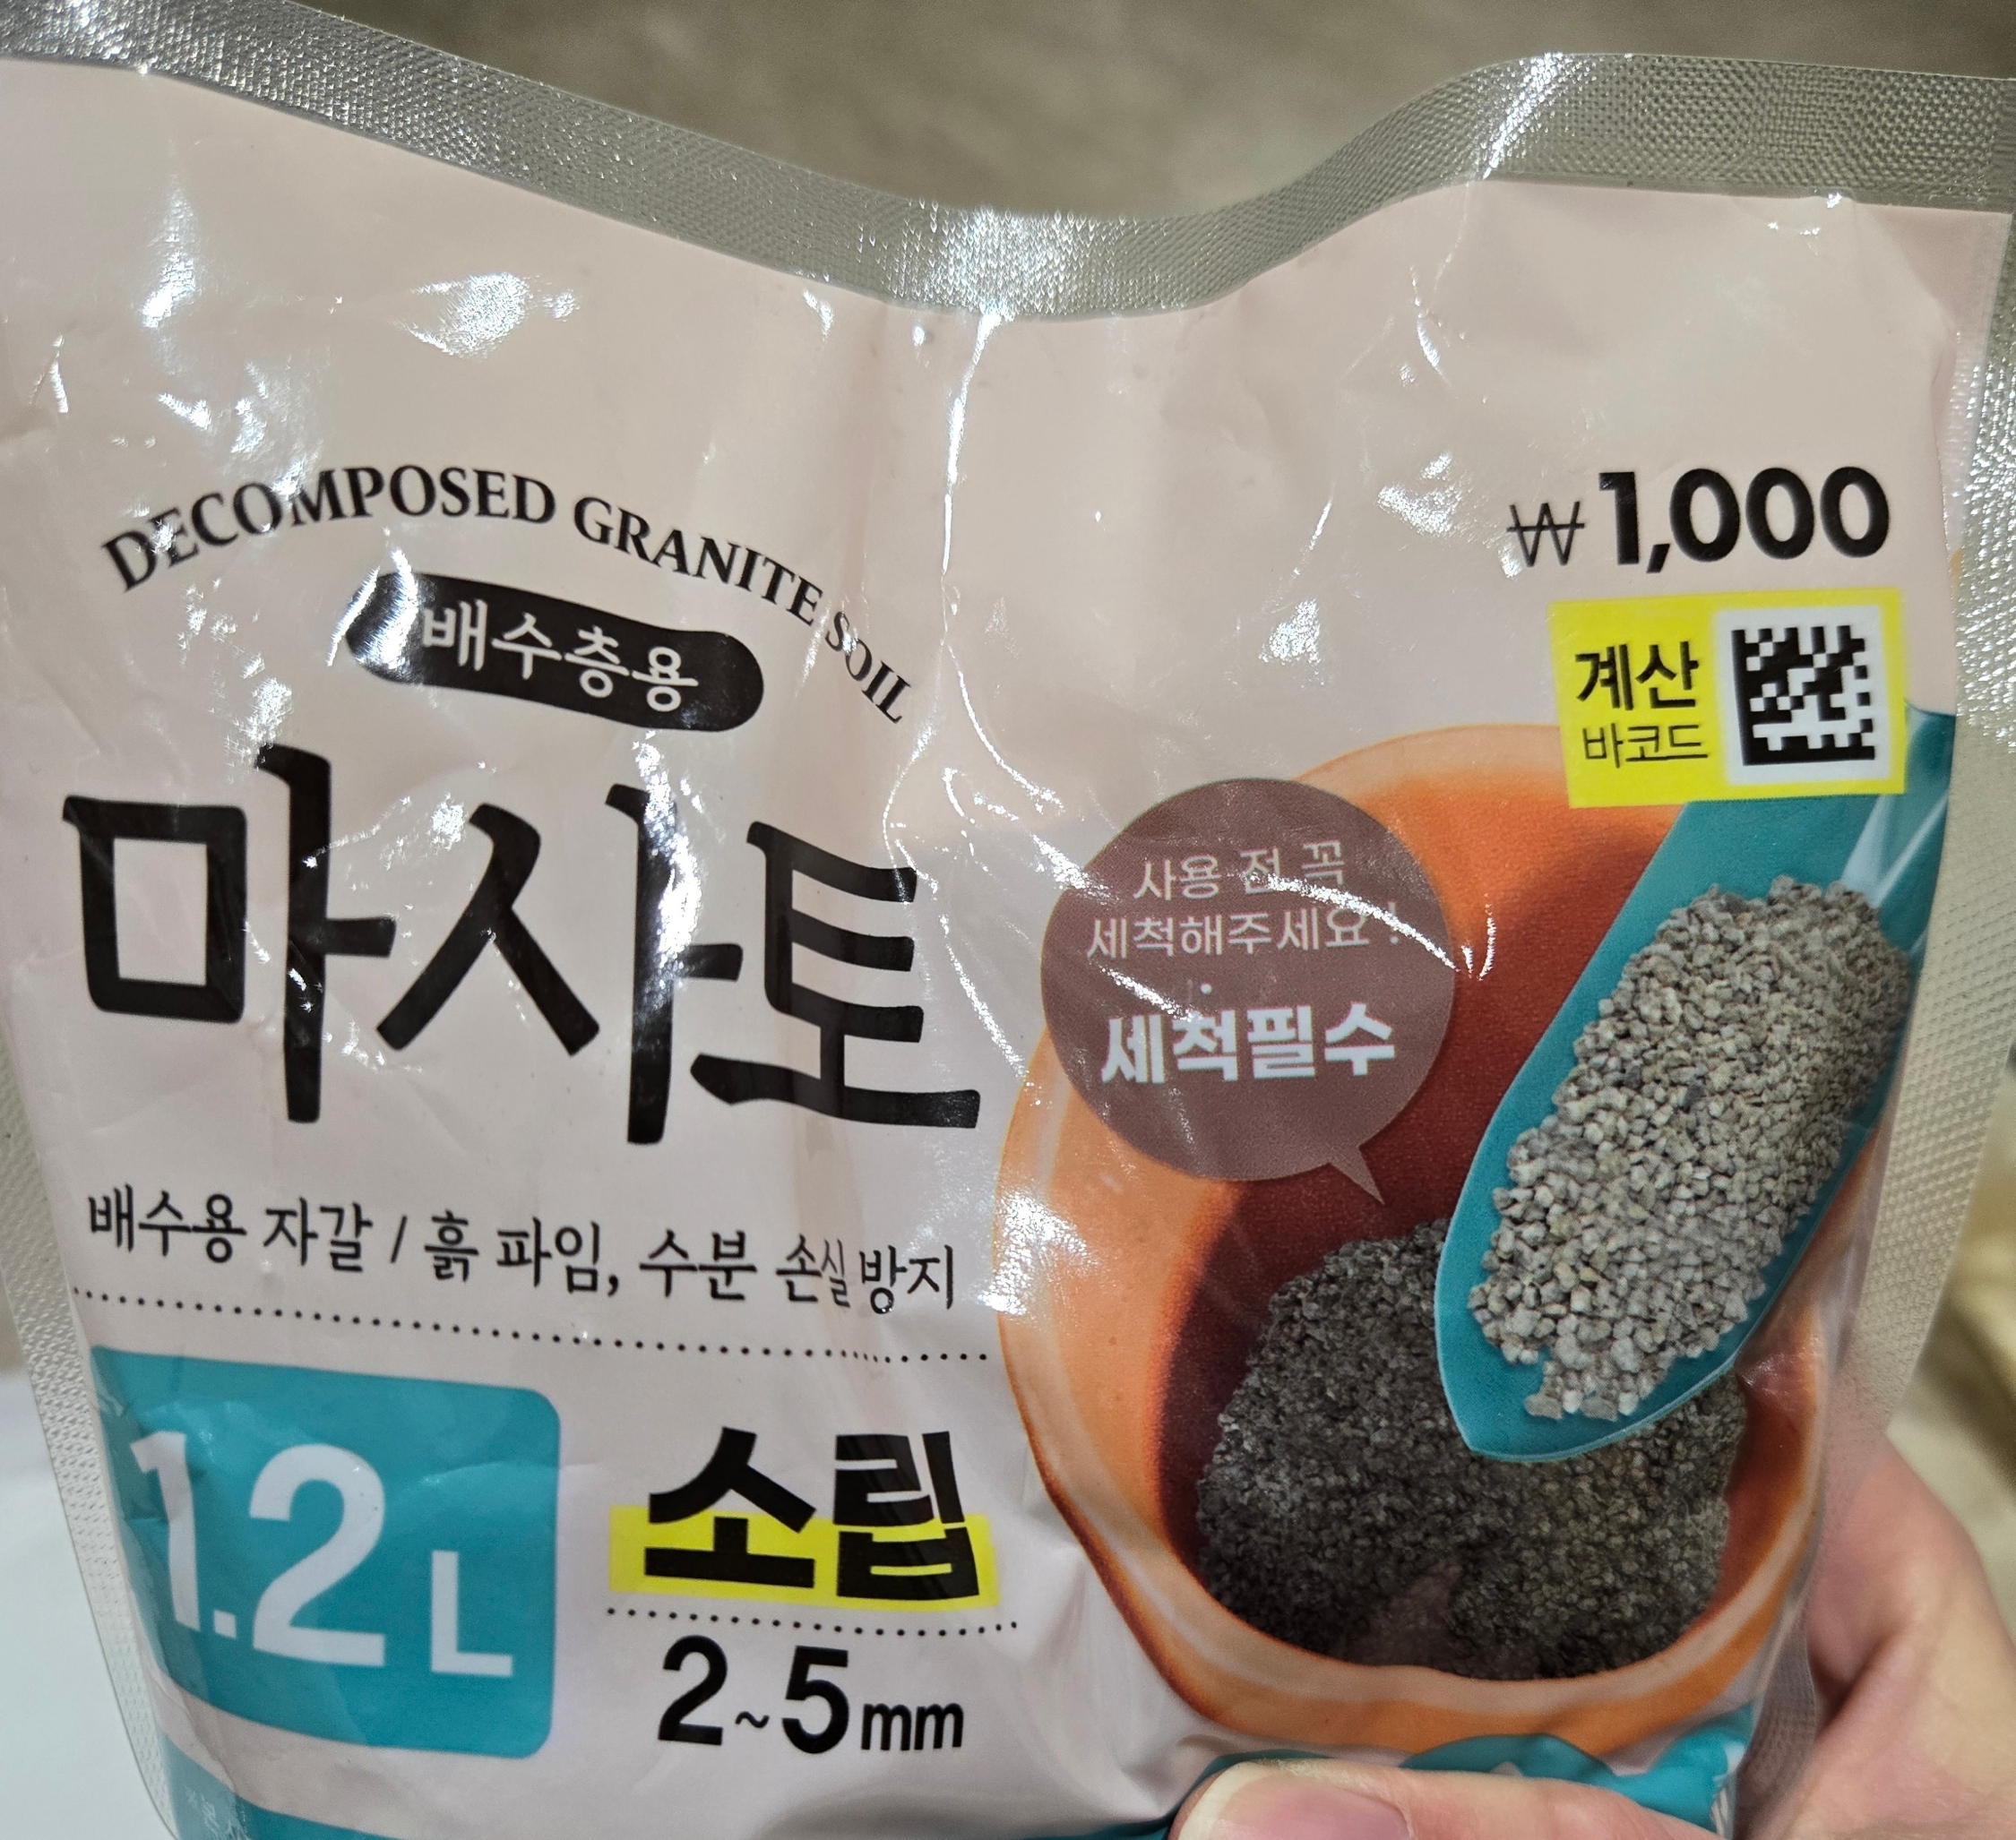 DECOMPOSED GRANITE SOIL
배수층용
마사토
배수용 자갈 / 흙 파임, 수분 손실 방지
1.2 L
소립
2~5mm
₩1,000
계산
바코드
사용 전 꼭
세척해주세요!
세척필수